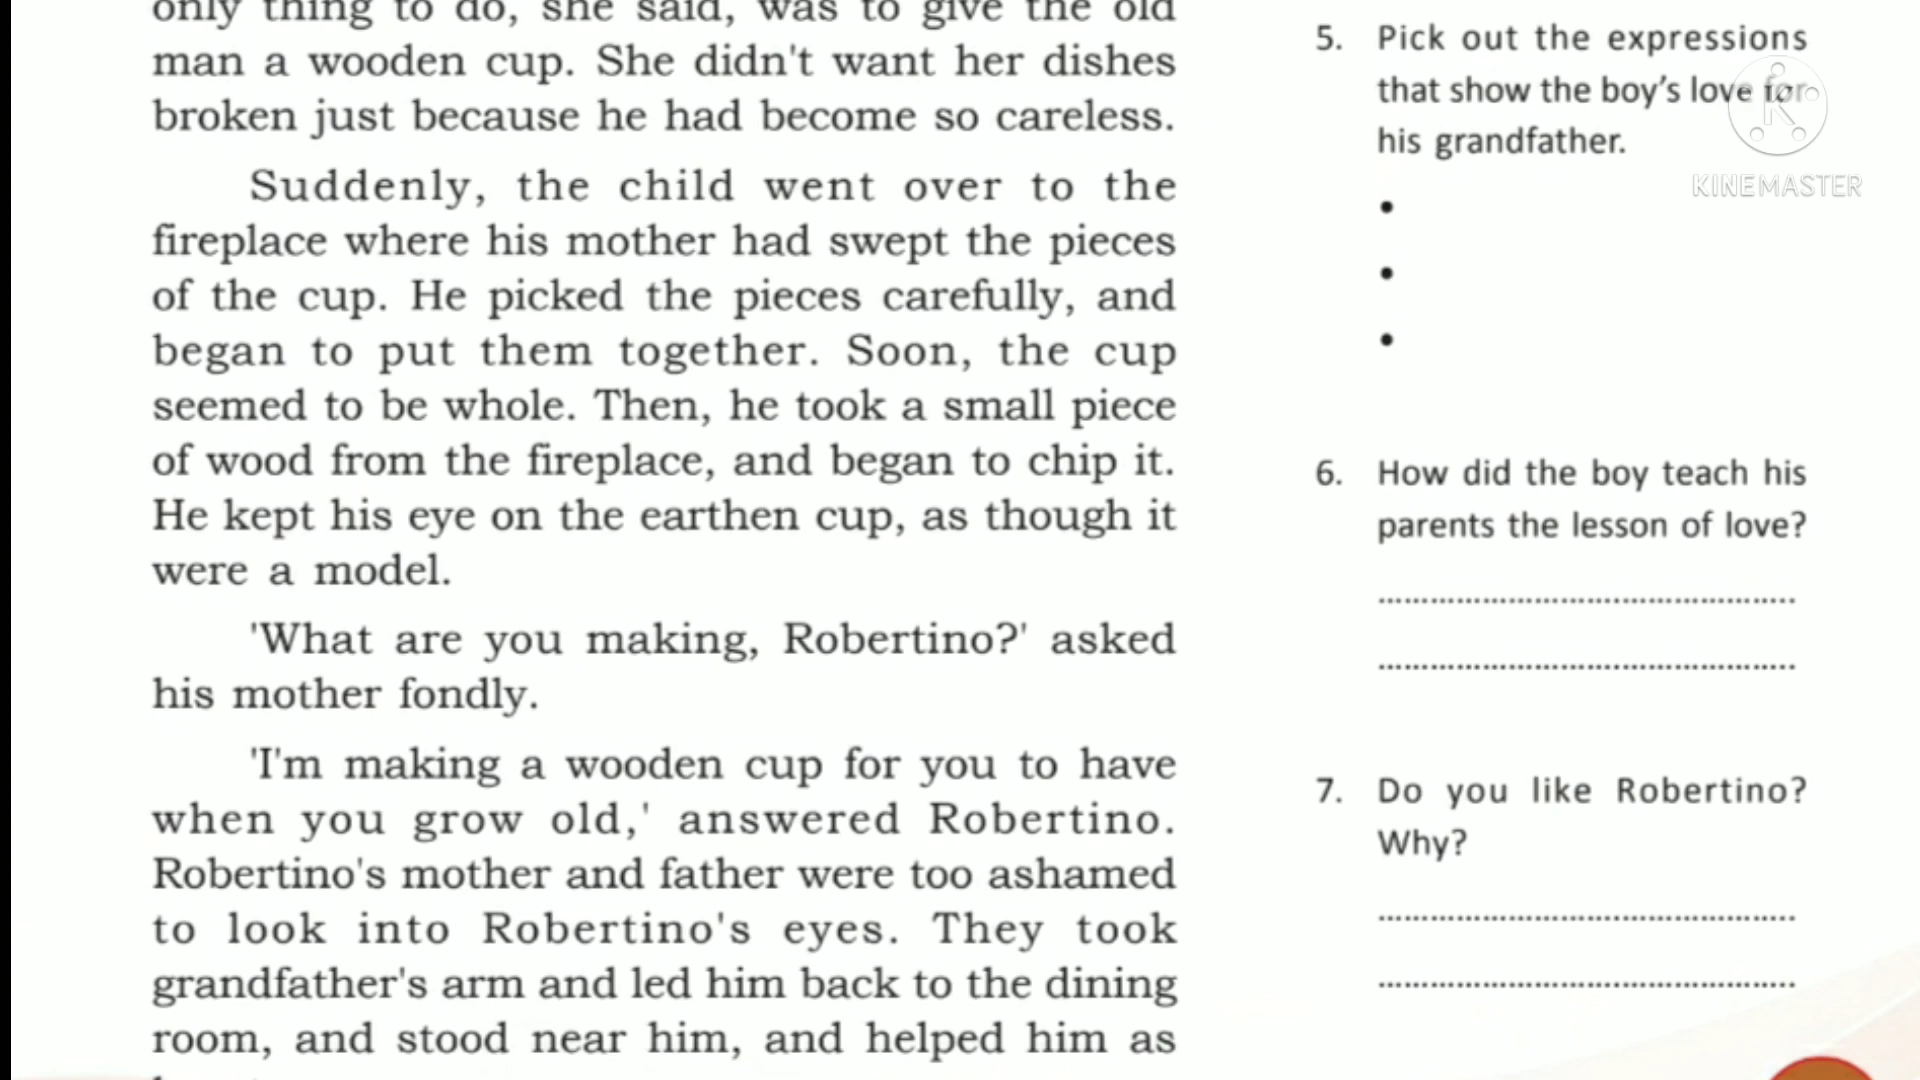 only thing to do, she said, was to give the old
man a wooden cup. She didn't want her dishes
broken just because he had become so careless.
Suddenly, the child went over to the
fireplace where his mother had swept the pieces
of the cup. He picked the pieces carefully, and
began to put them together. Soon, the cup
seemed to be whole. Then, he took a small piece
of wood from the fireplace, and began to chip it.
He kept his eye on the earthen cup, as though it
were a model.
'What are you making, Robertino?' asked
his mother fondly.
'I'm making a wooden cup for you to have
when you grow old,' answered Robertino.
Robertino's mother and father were too ashamed
to look into Robertino's eyes. They took
grandfather's arm and led him back to the dining
room, and stood near him, and helped him as
5. Pick out the expressions
that show the boy's love for
his grandfather.
•
•
•
6. How did the boy teach his
parents the lesson of love?
................................................
................................................
7. Do you like Robertino?
Why?
................................................
................................................
K
KINEMASTER